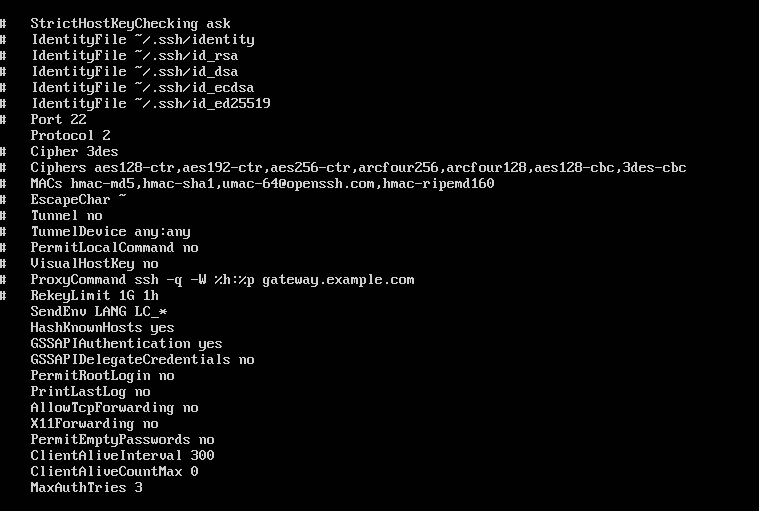 #   StrictHostKeyChecking ask
#   IdentityFile ~/.ssh/identity
#   IdentityFile ~/.ssh/id_rsa
#   IdentityFile ~/.ssh/id_dsa
#   IdentityFile ~/.ssh/id_ecdsa
#   IdentityFile ~/.ssh/id_ed25519
#   Port 22
    Protocol 2
#   Cipher 3des
#   Ciphers aes128-ctr,aes192-ctr,aes256-ctr,arcfour256,arcfour128,aes128-cbc,3des-cbc
#   MACs hmac-md5,hmac-sha1,umac-64@openssh.com,hmac-ripemd160
#   EscapeChar ~
#   Tunnel no
#   TunnelDevice any:any
#   PermitLocalCommand no
#   VisualHostKey no
#   ProxyCommand ssh -q -W %h:%p gateway.example.com
#   RekeyLimit 1G 1h
    SendEnv LANG LC_*
    HashKnownHosts yes
    GSSAPIAuthentication yes
    GSSAPIDelegateCredentials no
    PermitRootLogin no
    PrintLastLog no
    AllowTcpForwarding no
    X11Forwarding no
    PermitEmptyPasswords no
    ClientAliveInterval 300
    ClientAliveCountMax 0
    MaxAuthTries 3